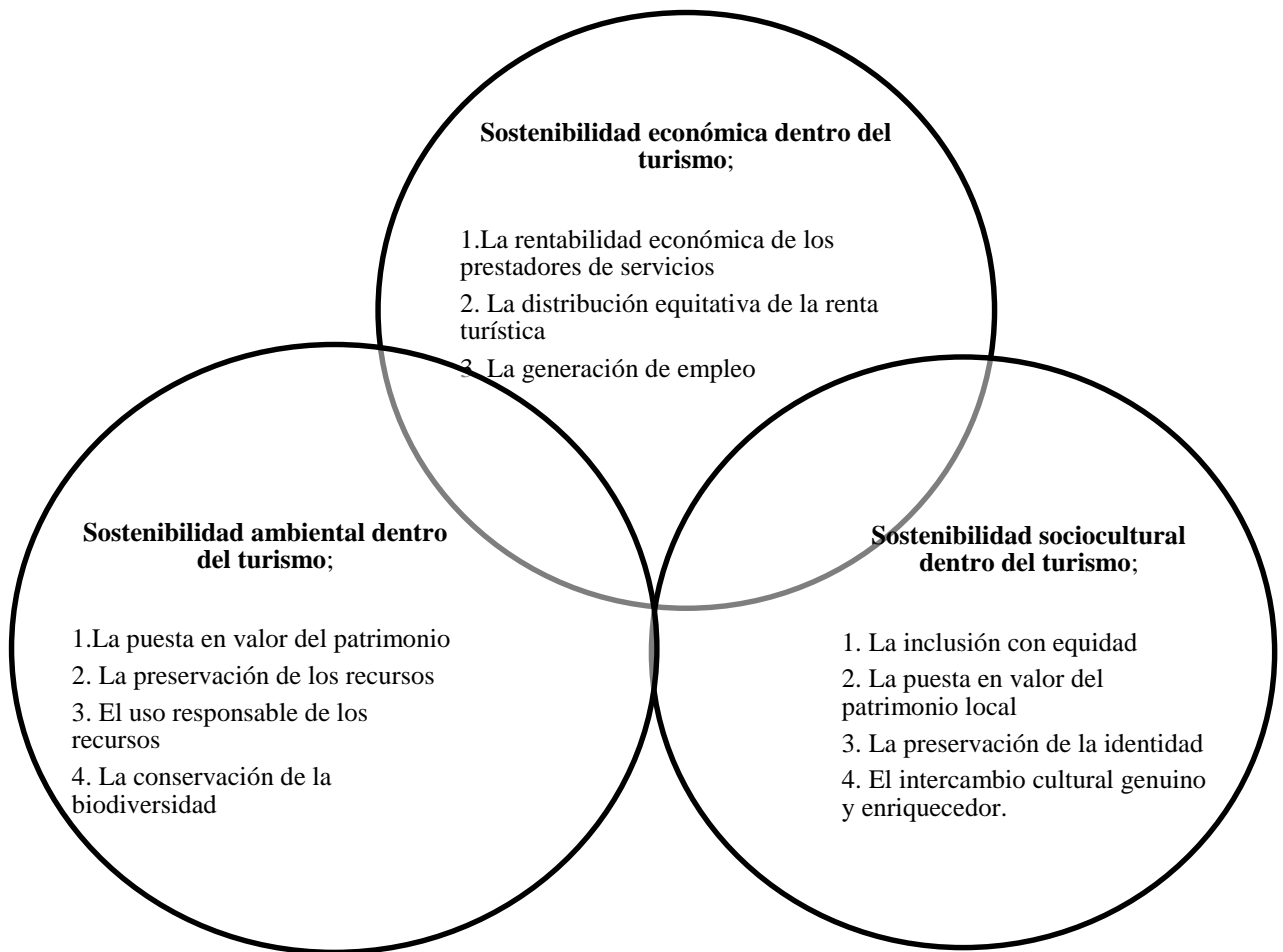 Sostenibilidad económica dentro del
turismo;
1.La rentabilidad económica de los
prestadores de servicios
2. La distribución equitativa de la renta
turística
3. La generación de empleo
Sostenibilidad ambiental dentro
del turismo;
1.La puesta en valor del patrimonio
2. La preservación de los recursos
3. El uso responsable de los
recursos
4. La conservación de la
biodiversidad
Sostenibilidad sociocultural
dentro del turismo;
1. La inclusión con equidad
2. La puesta en valor del
patrimonio local
3. La preservación de la identidad
4. El intercambio cultural genuino
y enriquecedor.